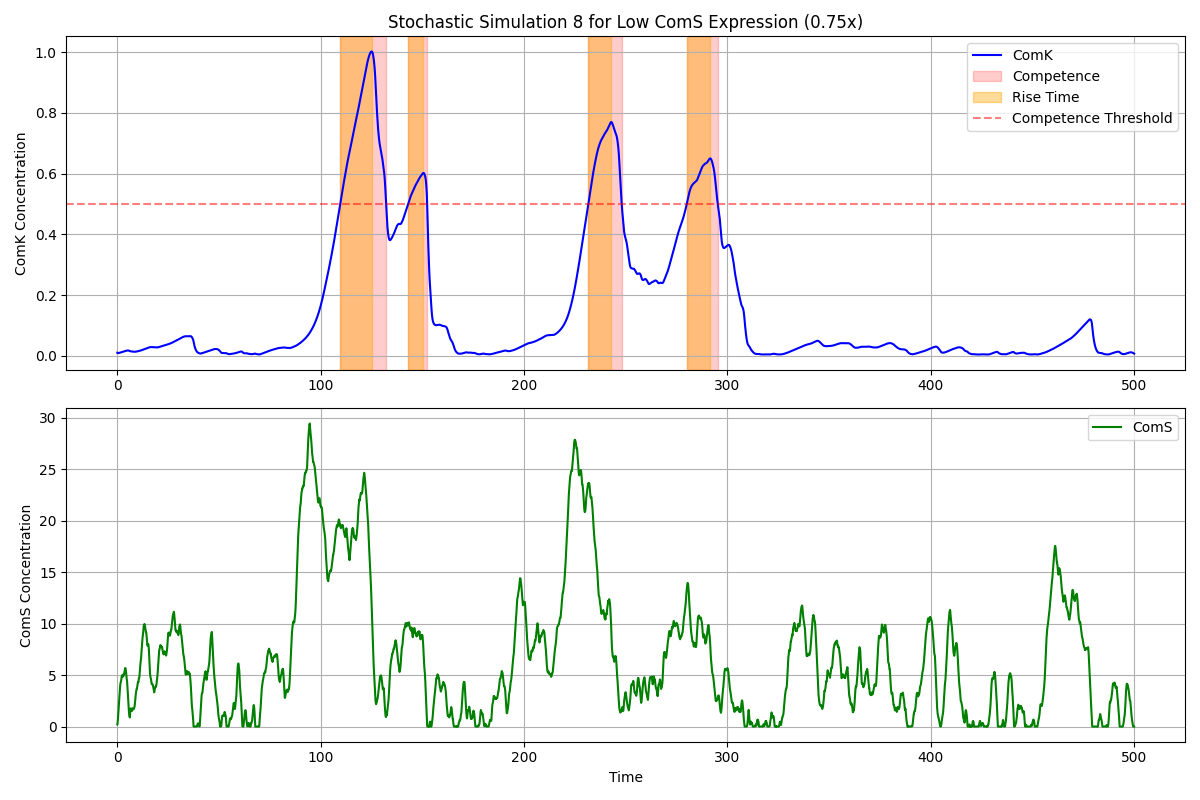 Stochastic Simulation 8 for Low ComS Expression (0.75x)
ComK Concentration
1.0
0.8
0.6
0.4
0.2
0.0
ComK
Competence
Rise Time
Competence Threshold
0 100 200 300 400 500
ComS Concentration
30
25
20
15
10
5
0
ComS
0 100 200 300 400 500
Time